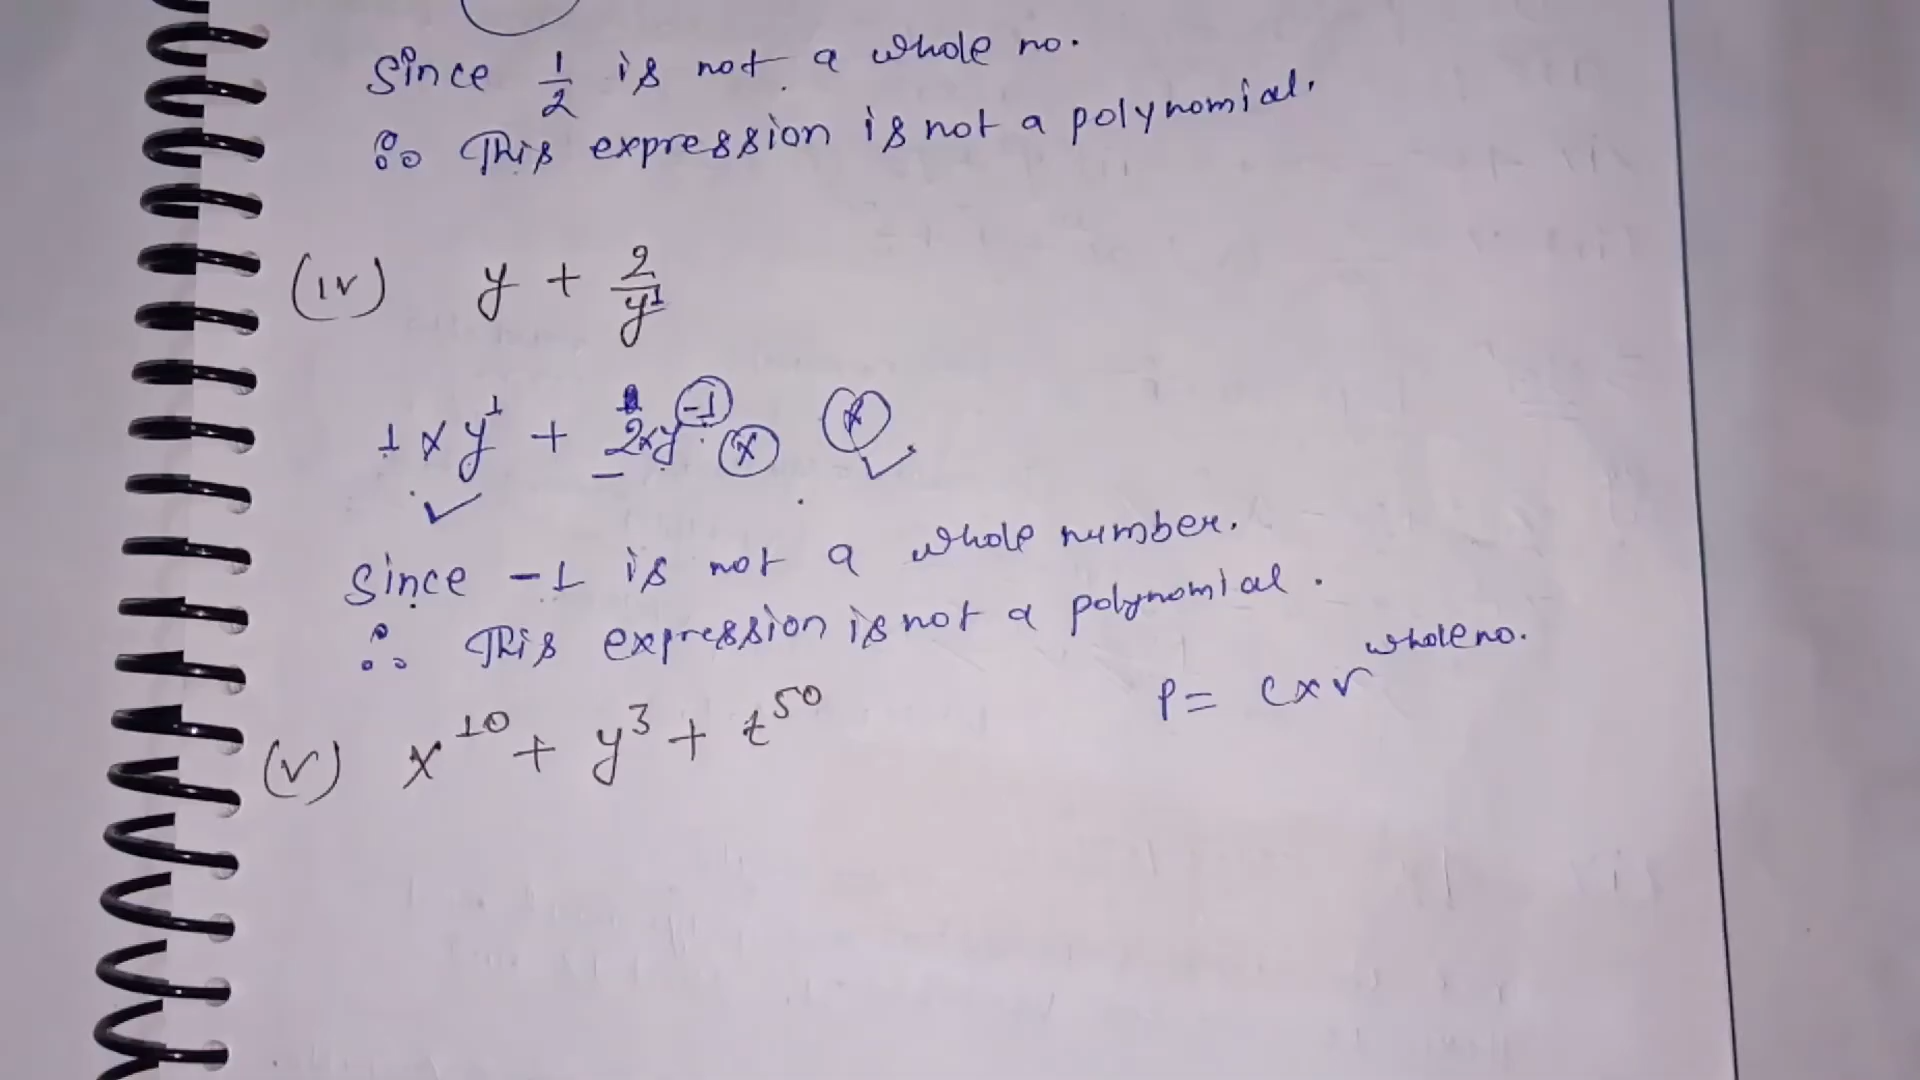 Since 1/2 is not a whole no.
∴ This expression is not a polynomial.
(iv) y + 2/y¹
1 × y¹ + 2×y⁻¹ (×) (×)
Since -1 is not a whole number.
∴ This expression is not a polynomial.
P = c×v^whole no.
(v) x¹⁰ + y³ + t⁵⁰